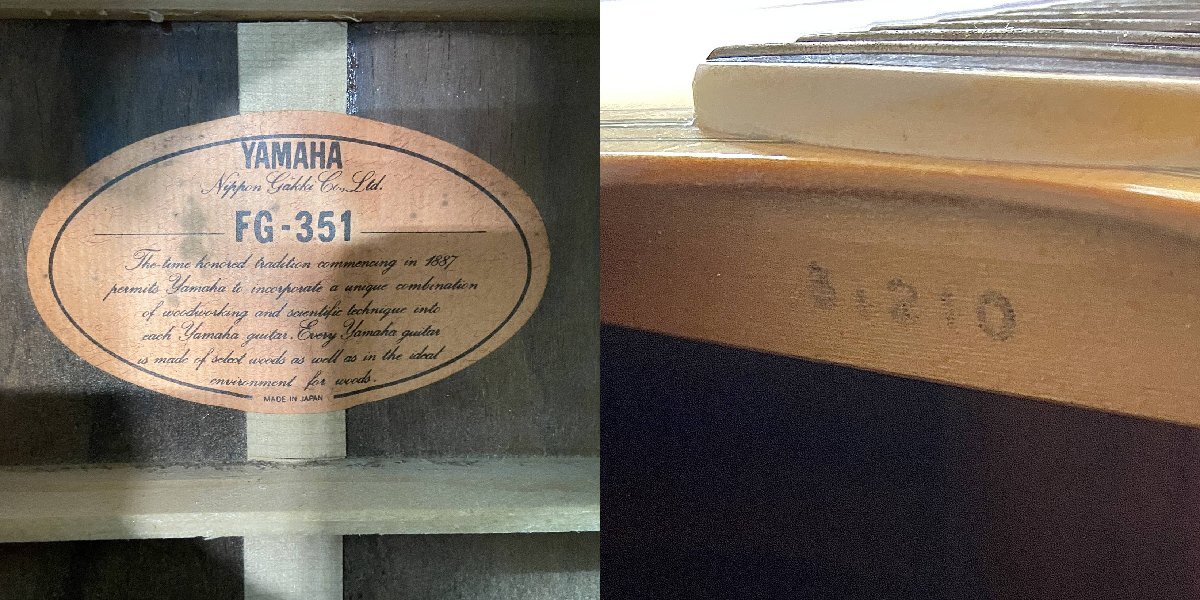 YAMAHA
Nippon Gakki Co., Ltd.
FG-351
The time honored tradition commencing in 1887
permits Yamaha to incorporate a unique combination
of woodworking and scientific technique into
each Yamaha guitar. Every Yamaha guitar
is made of select woods as well as in the ideal
environment for woods.
MADE IN JAPAN